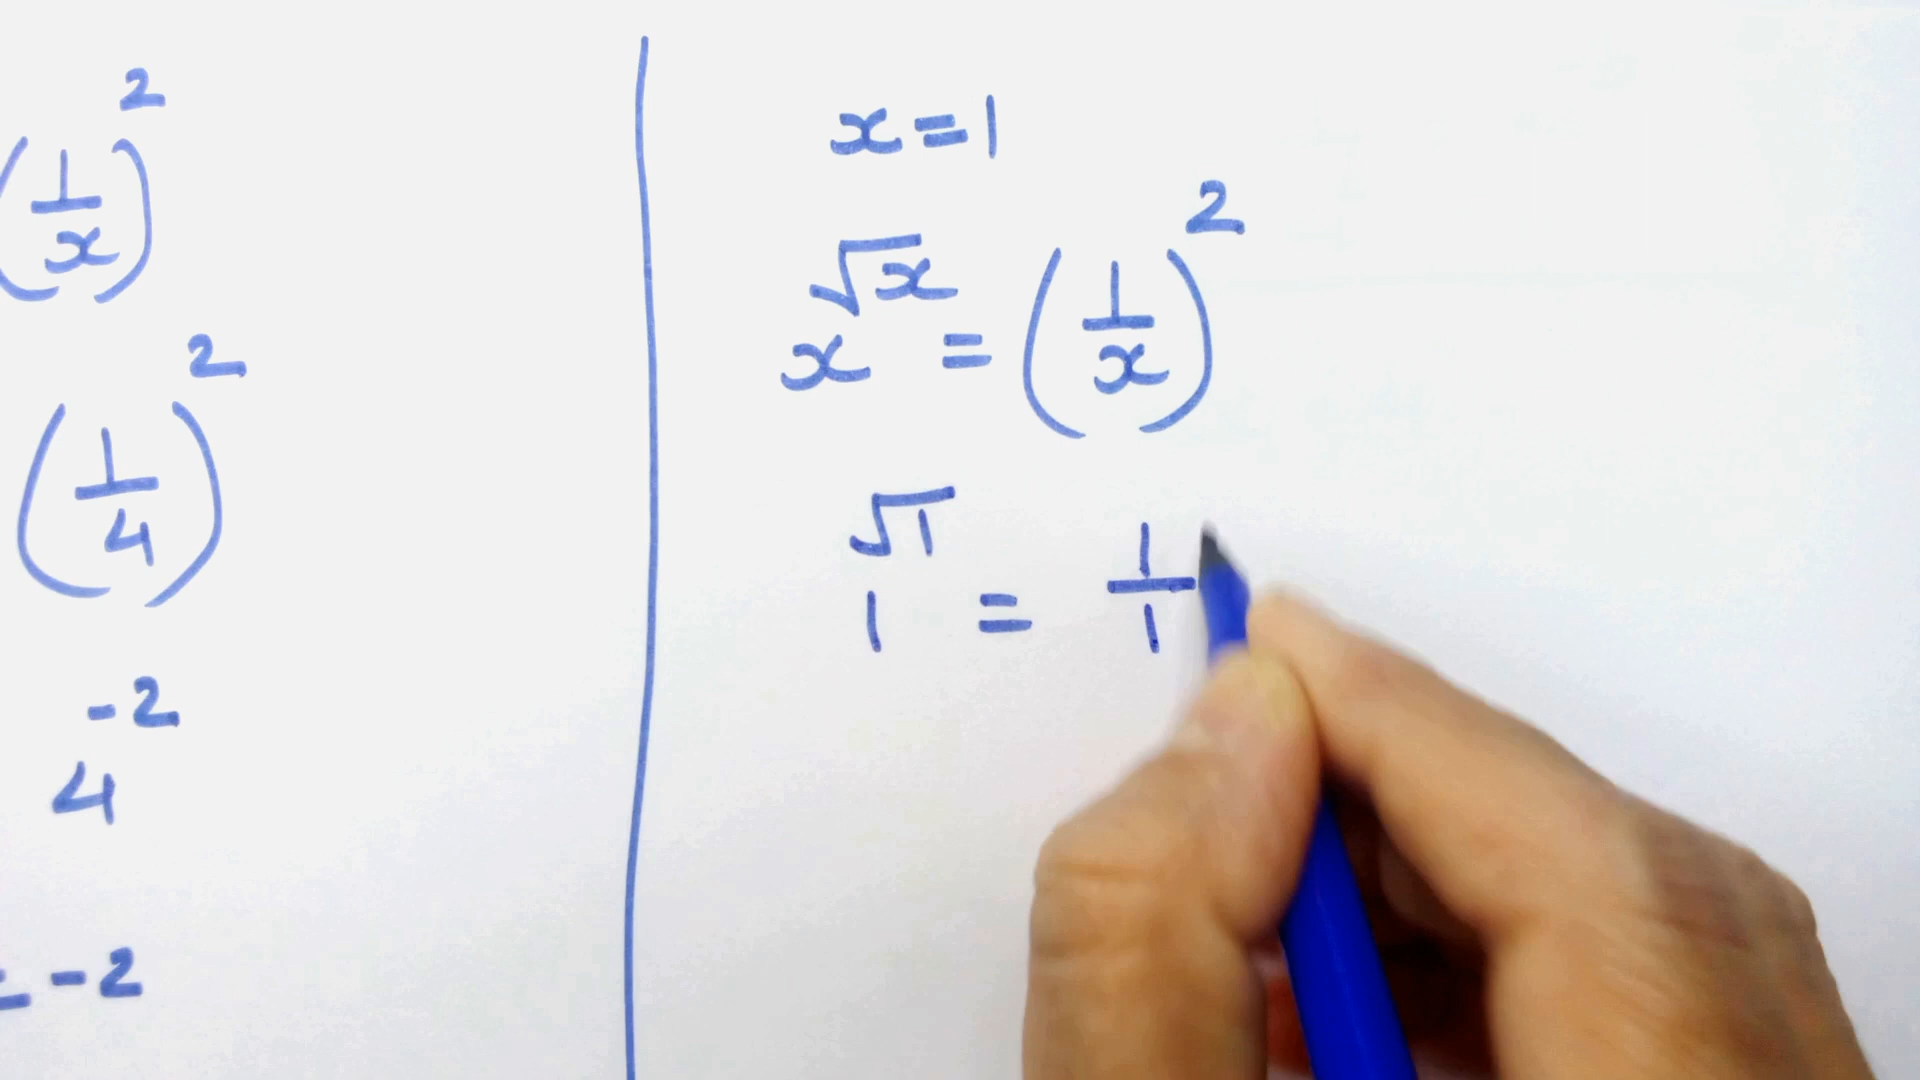 (1/x)^2
(1/4)^2
4^-2
= -2
x = 1
x^√x = (1/x)^2
1^√1 = 1/1